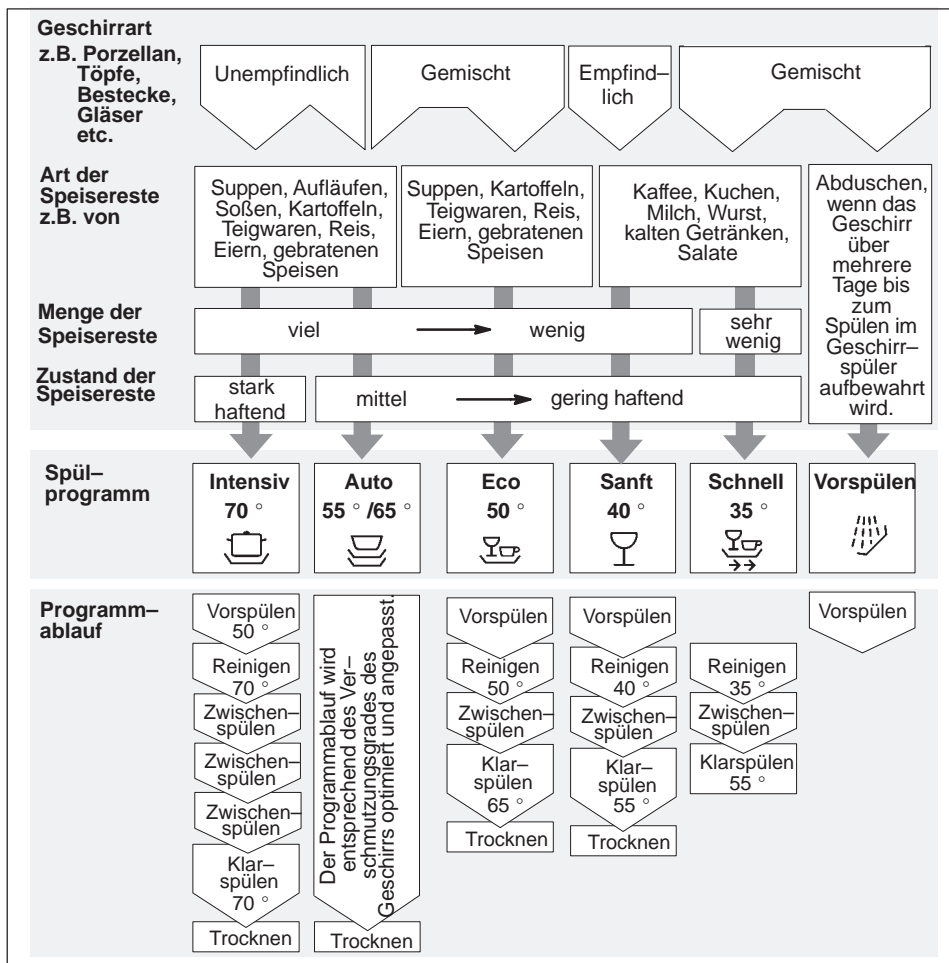 Geschirrart
z.B. Porzellan,
Töpfe,
Bestecke,
Gläser
etc.
Unempfindlich
Gemischt
Empfind–
lich
Gemischt
Art der
Speisereste
z.B. von
Suppen, Aufläufen,
Soßen, Kartoffeln,
Teigwaren, Reis,
Eiern, gebratenen
Speisen
Suppen, Kartoffeln,
Teigwaren, Reis,
Eiern, gebratenen
Speisen
Kaffee, Kuchen,
Milch, Wurst,
kalten Getränken,
Salate
Abduschen,
wenn das
Geschirr
über
mehrere
Tage bis
zum
Spülen im
Geschirr–
spüler
aufbewahrt
wird.
Menge der
Speisereste
viel
wenig
sehr
wenig
Zustand der
Speisereste
stark
haftend
mittel
gering haftend
Spül–
programm
Intensiv
70 °
Auto
55 ° /65 °
Eco
50 °
Sanft
40 °
Schnell
35 °
Vorspülen
Programm–
ablauf
Vorspülen
50 °
Reinigen
70 °
Zwischen–
spülen
Zwischen–
spülen
Zwischen–
spülen
Klar–
spülen
70 °
Trocknen
Der Programmablauf wird
entsprechend des Ver–
schmutzungsgrades des
Geschirrs optimiert und angepasst.
Trocknen
Vorspülen
Reinigen
50 °
Zwischen–
spülen
Klar–
spülen
65 °
Trocknen
Vorspülen
Reinigen
40 °
Zwischen–
spülen
Klar–
spülen
55 °
Trocknen
Reinigen
35 °
Zwischen–
spülen
Klarspülen
55 °
Vorspülen